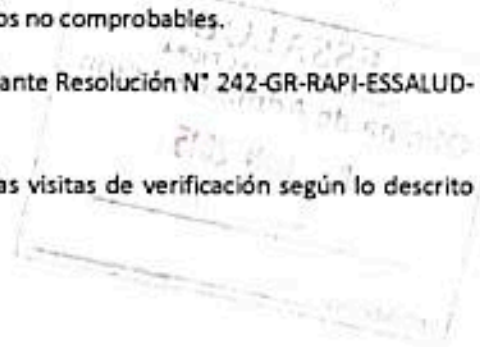 os no comprobables.
ante Resolución N° 242-GR-RAPI-ESSALUD-
as visitas de verificación según lo descrito